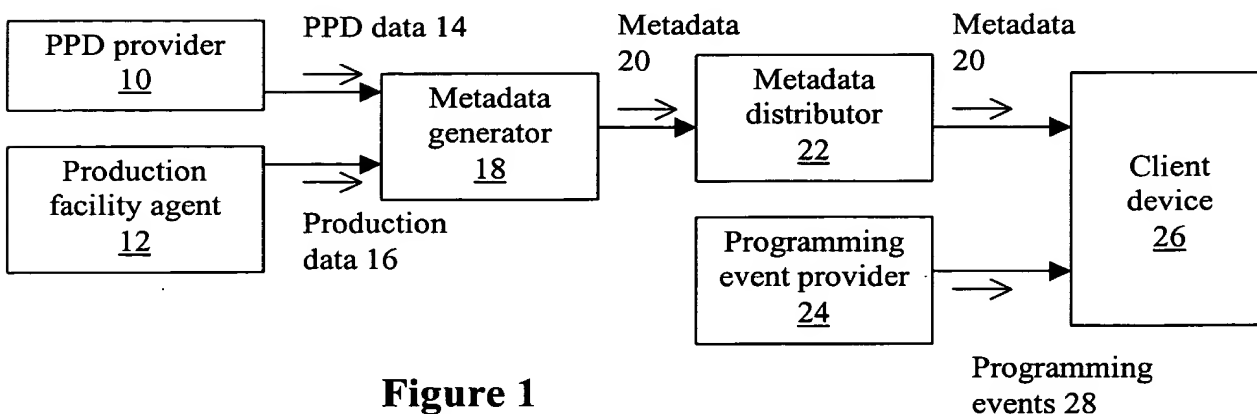 PPD provider
10
PPD data 14
Production
facility agent
12
Production
data 16
Metadata
generator
18
Metadata
20
Metadata
distributor
22
Metadata
20
Programming
event provider
24
Programming
events 28
Client
device
26
Figure 1